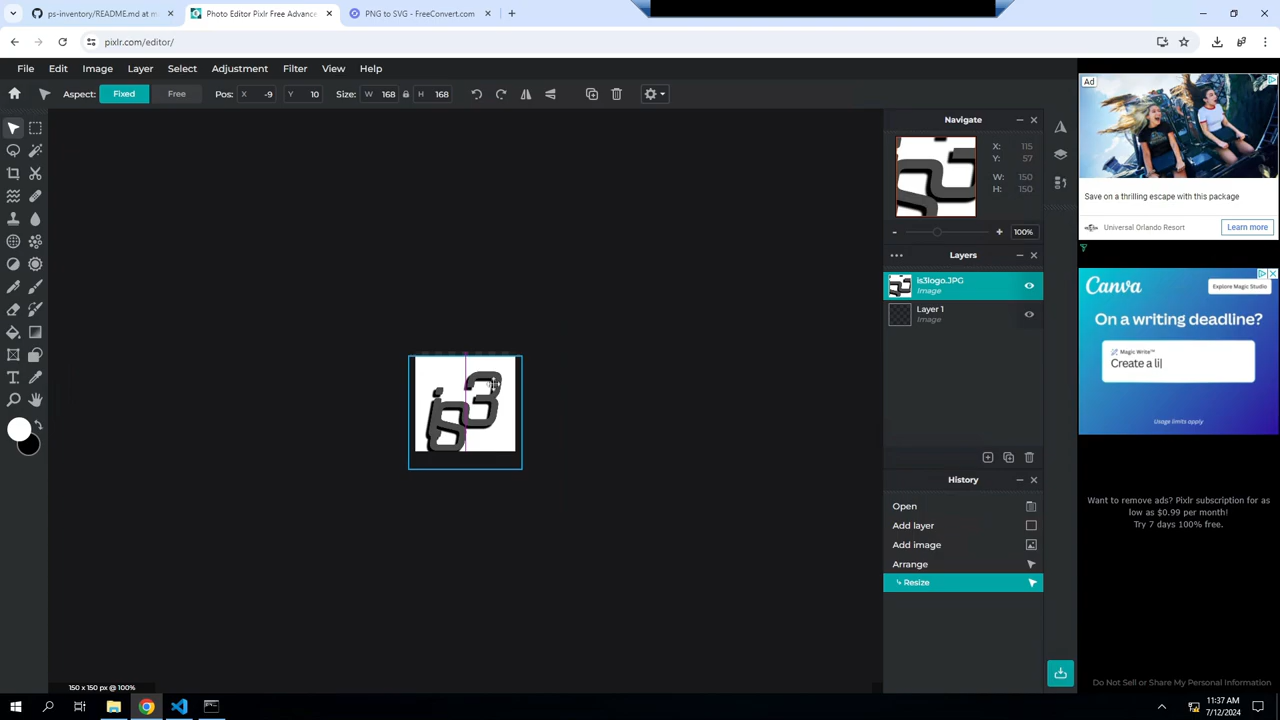 ps-inventory/README.md at m
Photo Editor Pixlr Free Advance
PNG to SVG - FreeConvert.com
pixlr.com/editor/
File Edit Image Layer Select Adjustment Filter View Help
Aspect: Fixed Free Pos: X -9 Y 10 Size: W 168 H 168
Navigate
X: 115
Y: 57
W: 150
H: 150
100%
Layers
is3logo.JPG
Image
Layer 1
Image
is3
History
Open
Add layer
Add image
Arrange
Resize
150 x 150 px @ 100%
Ad
Save on a thrilling escape with this package
Universal Orlando Resort
Learn more
Canva
Explore Magic Studio
On a writing deadline?
Magic Write™
Create a li
Usage limits apply
Want to remove ads? Pixlr subscription for as
low as $0.99 per month!
Try 7 days 100% free.
Do Not Sell or Share My Personal Information
11:37 AM
7/12/2024